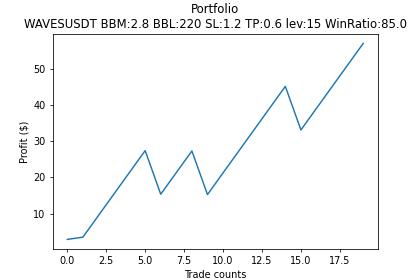 Portfolio
WAVESUSDT BBM:2.8 BBL:220 SL:1.2 TP:0.6 lev:15 WinRatio:85.0
Profit ($)
50
40
30
20
10
0.0 2.5 5.0 7.5 10.0 12.5 15.0 17.5
Trade counts